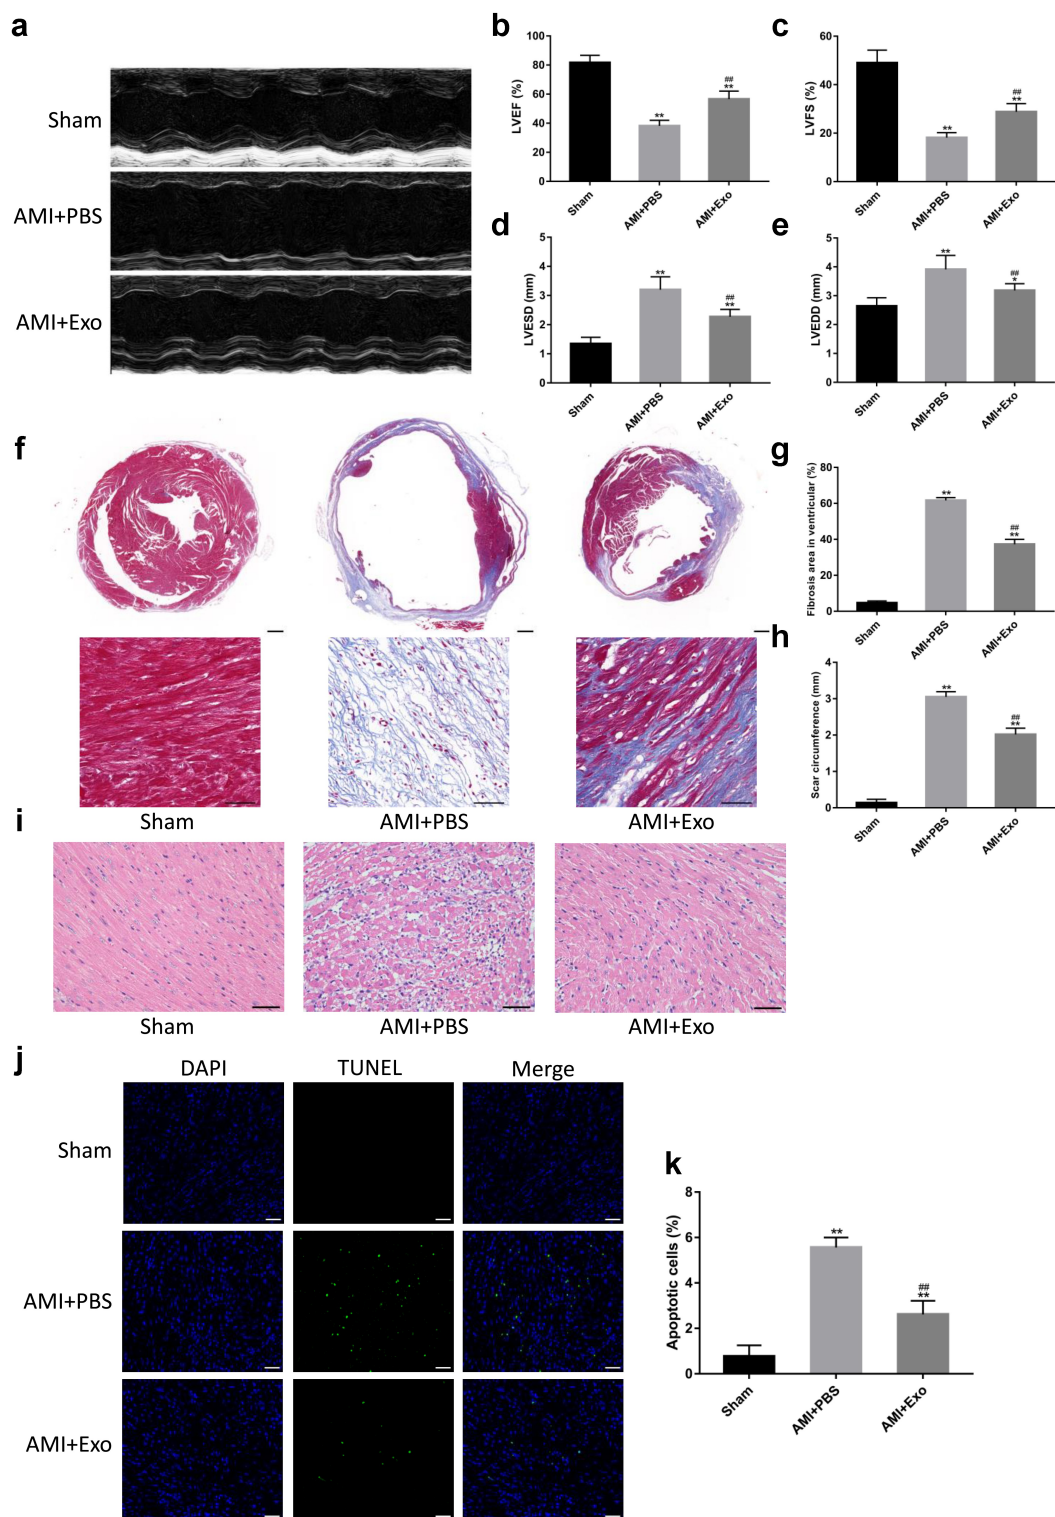 a
Sham
AMI+PBS
AMI+Exo
b
LVEF (%)
100
80
60
40
20
0
**
##
**
Sham
AMI+PBS
AMI+Exo
c
LVFS (%)
60
40
20
0
**
##
**
Sham
AMI+PBS
AMI+Exo
d
LVESD (mm)
5
4
3
2
1
0
**
##
**
Sham
AMI+PBS
AMI+Exo
e
LVEDD (mm)
5
4
3
2
1
0
**
##
*
Sham
AMI+PBS
AMI+Exo
f
Sham
AMI+PBS
AMI+Exo
g
Fibrosis area in ventricular (%)
80
60
40
20
0
**
##
**
Sham
AMI+PBS
AMI+Exo
h
Scar circumference (mm)
4
3
2
1
0
**
##
**
Sham
AMI+PBS
AMI+Exo
i
Sham
AMI+PBS
AMI+Exo
j
DAPI
TUNEL
Merge
Sham
AMI+PBS
AMI+Exo
k
Apoptotic cells (%)
8
6
4
2
0
**
##
**
Sham
AMI+PBS
AMI+Exo